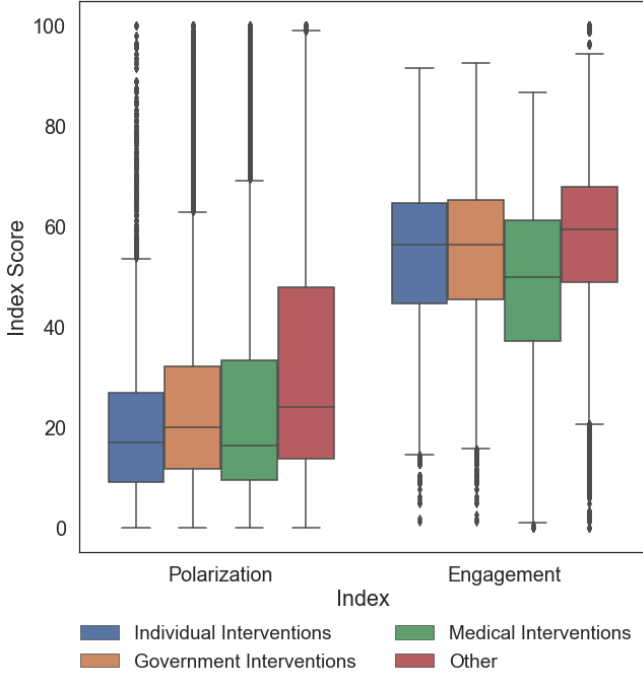 100
80
60
40
20
0
Index Score
Polarization Engagement
Index
Individual Interventions Medical Interventions
Government Interventions Other